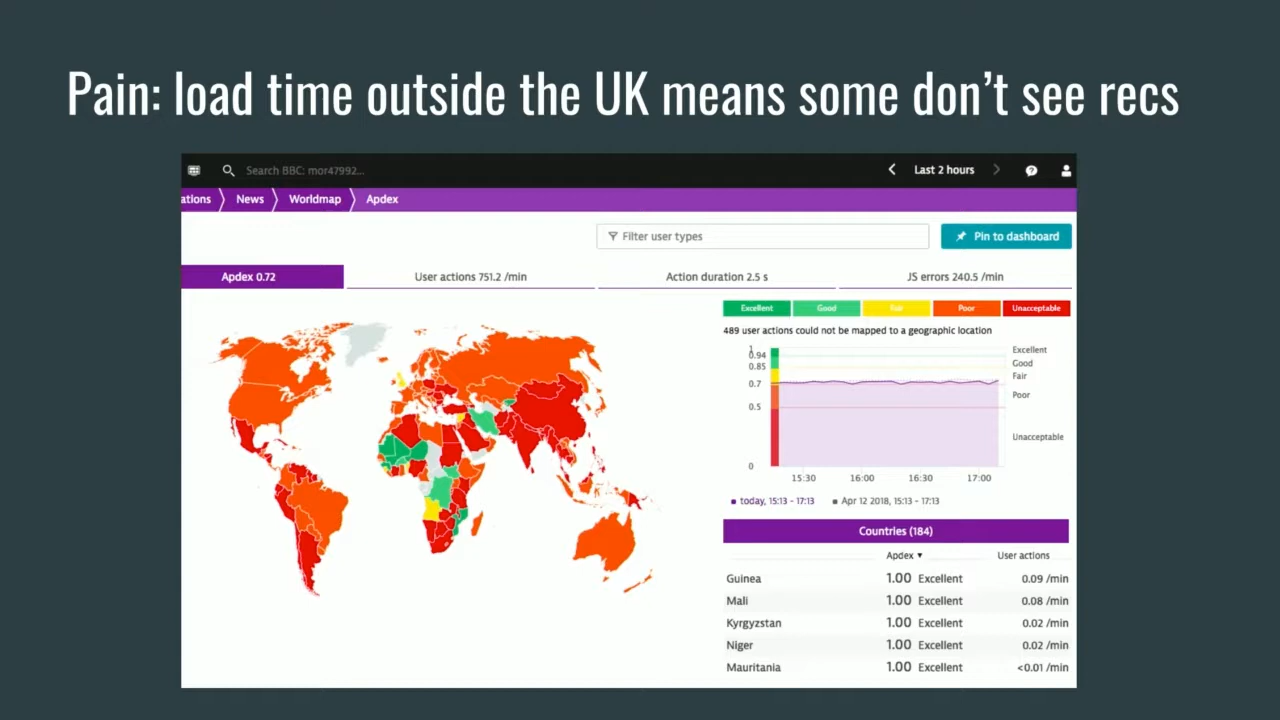 Pain: load time outside the UK means some don't see recs
Search BBC: mor47992...
Last 2 hours
ations
News
Worldmap
Apdex
Filter user types
Pin to dashboard
Apdex 0.72
User actions 751.2 /min
Action duration 2.5 s
JS errors 240.5 /min
Excellent
Good
Fair
Poor
Unacceptable
489 user actions could not be mapped to a geographic location
1
0.94
0.85
0.7
0.5
0
Excellent
Good
Fair
Poor
Unacceptable
15:30
16:00
16:30
17:00
today, 15:13 - 17:13
Apr 12 2018, 15:13 - 17:13
Countries (184)
Apdex ▼ User actions
Guinea 1.00 Excellent 0.09 /min
Mali 1.00 Excellent 0.08 /min
Kyrgyzstan 1.00 Excellent 0.02 /min
Niger 1.00 Excellent 0.02 /min
Mauritania 1.00 Excellent <0.01 /min